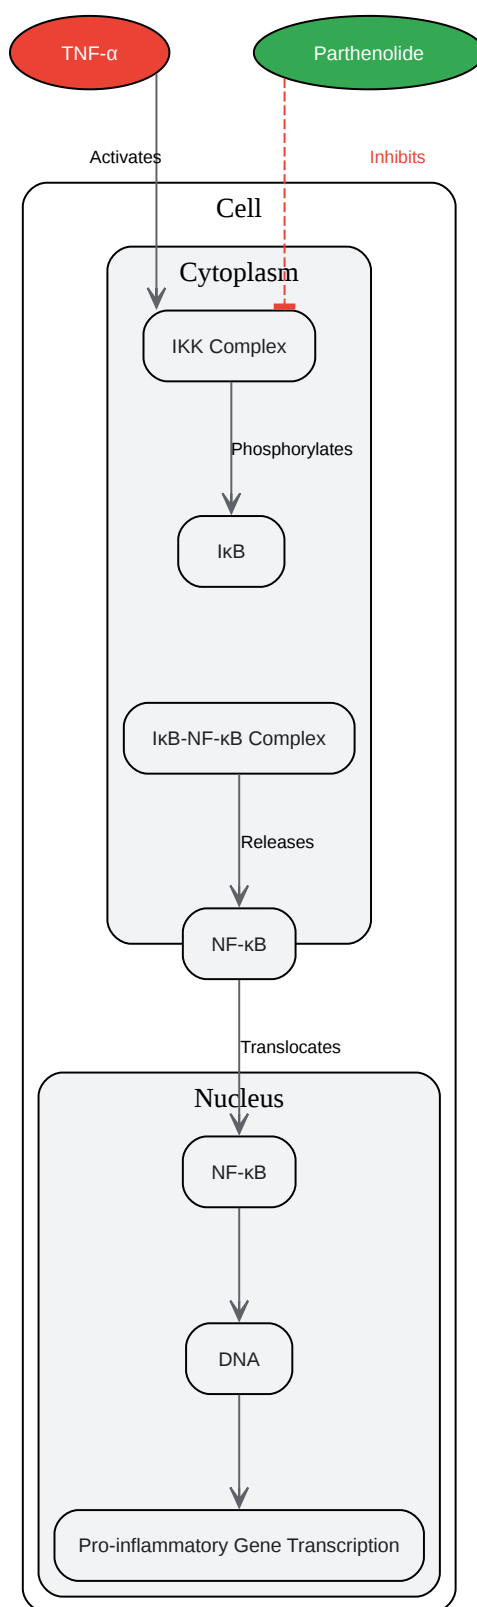 TNF-α
Parthenolide
Activates
Inhibits
Cell
Cytoplasm
IKK Complex
Phosphorylates
IκB
IκB-NF-κB Complex
Releases
NF-κB
Translocates
Nucleus
NF-κB
DNA
Pro-inflammatory Gene Transcription